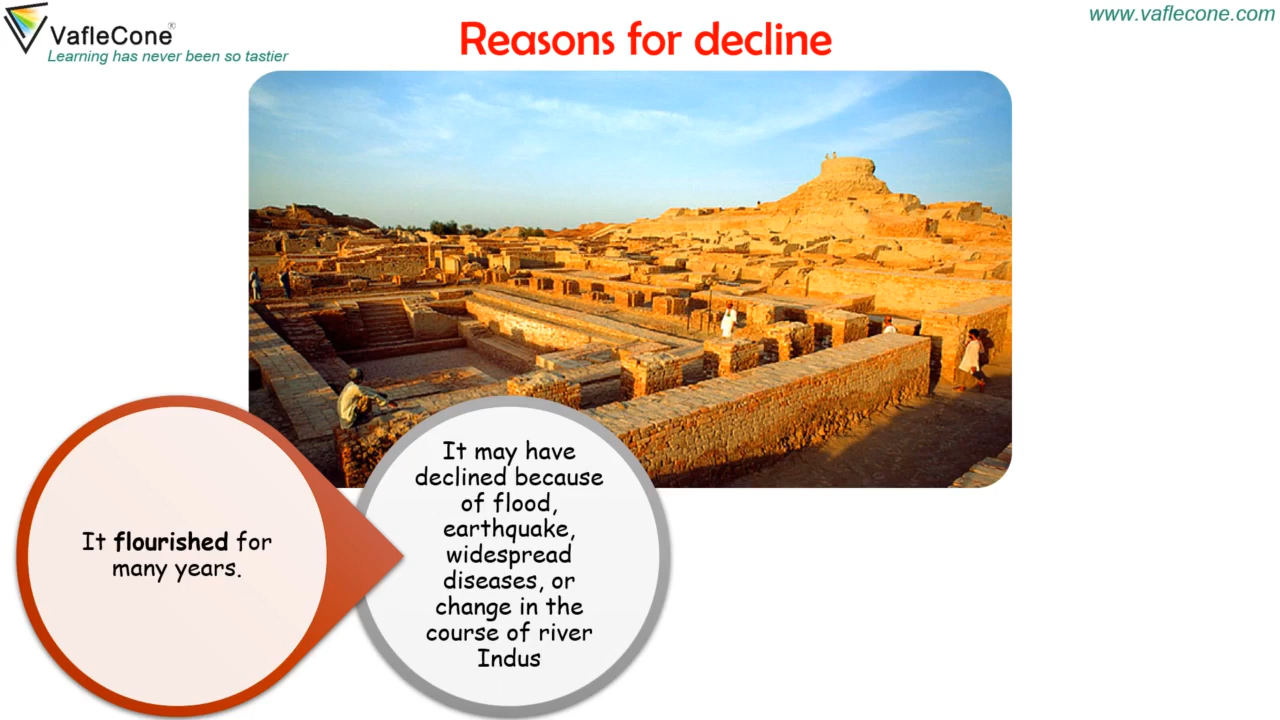 VafleCone®
Learning has never been so tastier
www.vaflecone.com
Reasons for decline
It flourished for
many years.
It may have
declined because
of flood,
earthquake,
widespread
diseases, or
change in the
course of river
Indus